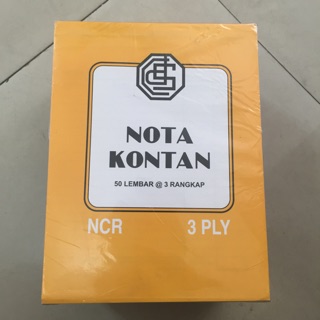 NOTA
KONTAN
50 LEMBAR @ 3 RANGKAP
NCR 3 PLY